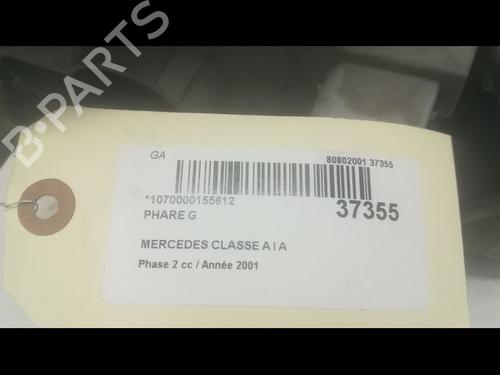 B·PARTS
GA
80802001 37355
*1070000155612
37355
PHARE G
MERCEDES CLASSE A I A
Phase 2 cc / Année 2001